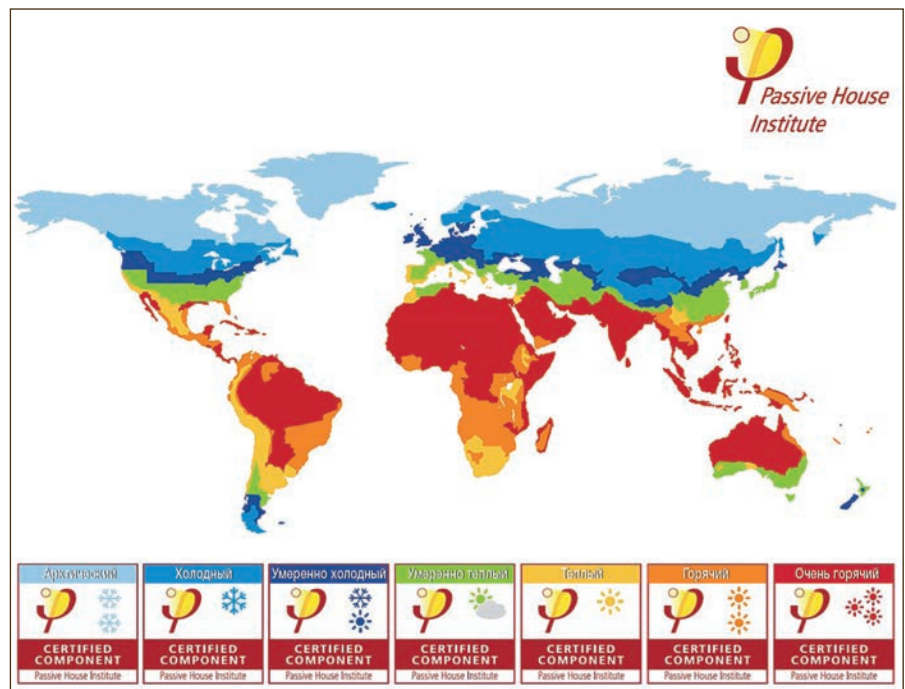 Passive House
Institute
Арктический
CERTIFIED
COMPONENT
Passive House Institute
Холодный
CERTIFIED
COMPONENT
Passive House Institute
Умеренно холодный
CERTIFIED
COMPONENT
Passive House Institute
Умеренно теплый
CERTIFIED
COMPONENT
Passive House Institute
Теплый
CERTIFIED
COMPONENT
Passive House Institute
Горячий
CERTIFIED
COMPONENT
Passive House Institute
Очень горячий
CERTIFIED
COMPONENT
Passive House Institute